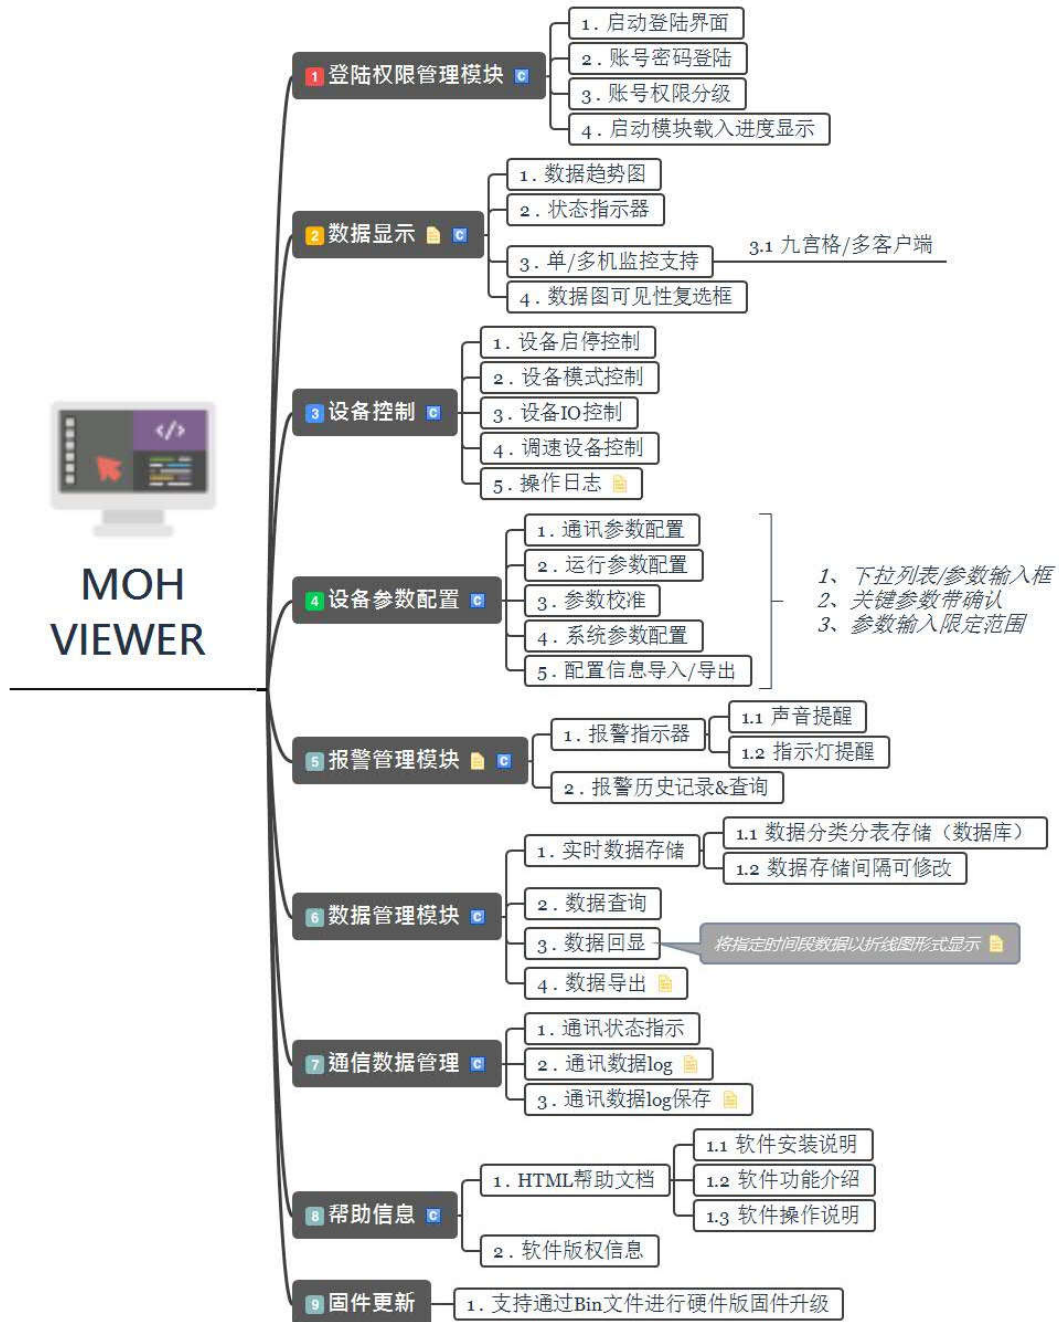 MOH
VIEWER
1 登陆权限管理模块 C
1. 启动登陆界面
2. 账号密码登陆
3. 账号权限分级
4. 启动模块载入进度显示
2 数据显示 C
1. 数据趋势图
2. 状态指示器
3. 单/多机监控支持
3.1 九宫格/多客户端
4. 数据图可见性复选框
3 设备控制 C
1. 设备启停控制
2. 设备模式控制
3. 设备IO控制
4. 调速设备控制
5. 操作日志
4 设备参数配置 C
1. 通讯参数配置
2. 运行参数配置
3. 参数校准
4. 系统参数配置
5. 配置信息导入/导出
1、下拉列表/参数输入框
2、关键参数带确认
3、参数输入限定范围
5 报警管理模块 C
1. 报警指示器
1.1 声音提醒
1.2 指示灯提醒
2. 报警历史记录&查询
6 数据管理模块 C
1. 实时数据存储
1.1 数据分类分表存储（数据库）
1.2 数据存储间隔可修改
2. 数据查询
3. 数据回显
将指定时间段数据以折线图形式显示
4. 数据导出
7 通信数据管理 C
1. 通讯状态指示
2. 通讯数据log
3. 通讯数据log保存
8 帮助信息 C
1. HTML帮助文档
1.1 软件安装说明
1.2 软件功能介绍
1.3 软件操作说明
2. 软件版权信息
9 固件更新
1. 支持通过Bin文件进行硬件版固件升级